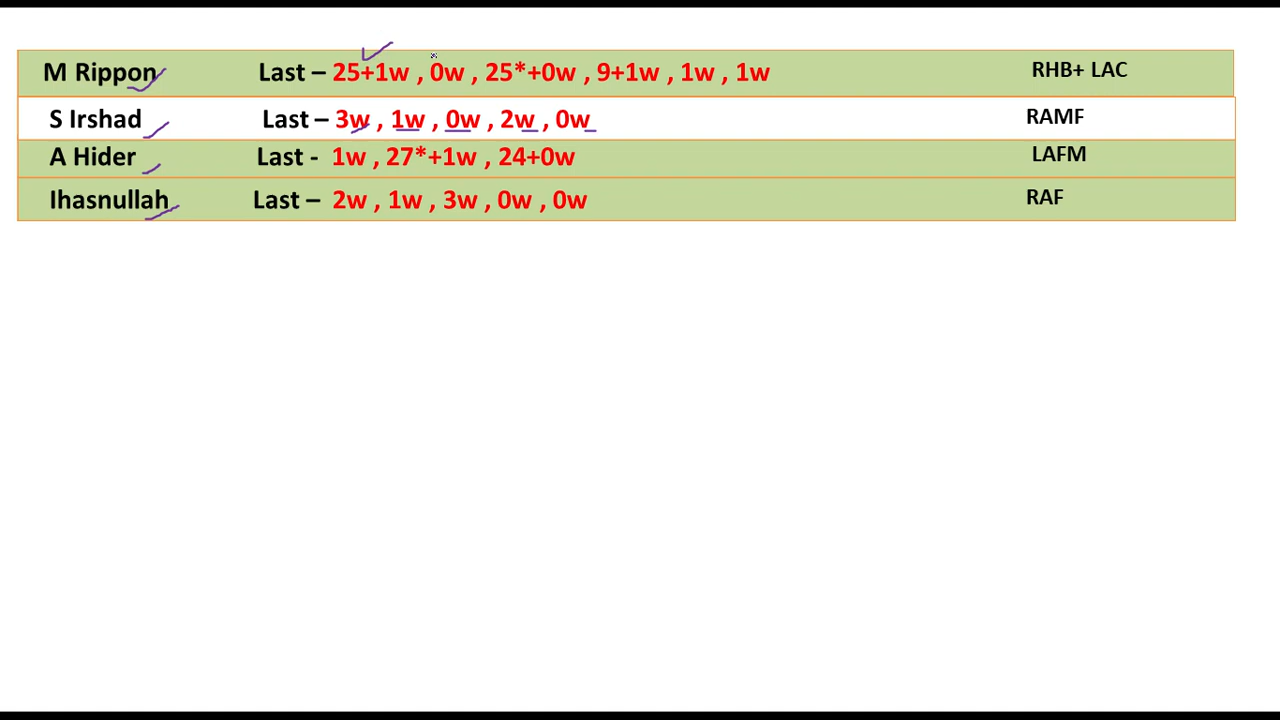 M Rippon Last – 25+1w , 0w , 25*+0w , 9+1w , 1w , 1w RHB+ LAC
S Irshad Last – 3w , 1w , 0w , 2w , 0w RAMF
A Hider Last - 1w , 27*+1w , 24+0w LAFM
Ihasnullah Last – 2w , 1w , 3w , 0w , 0w RAF